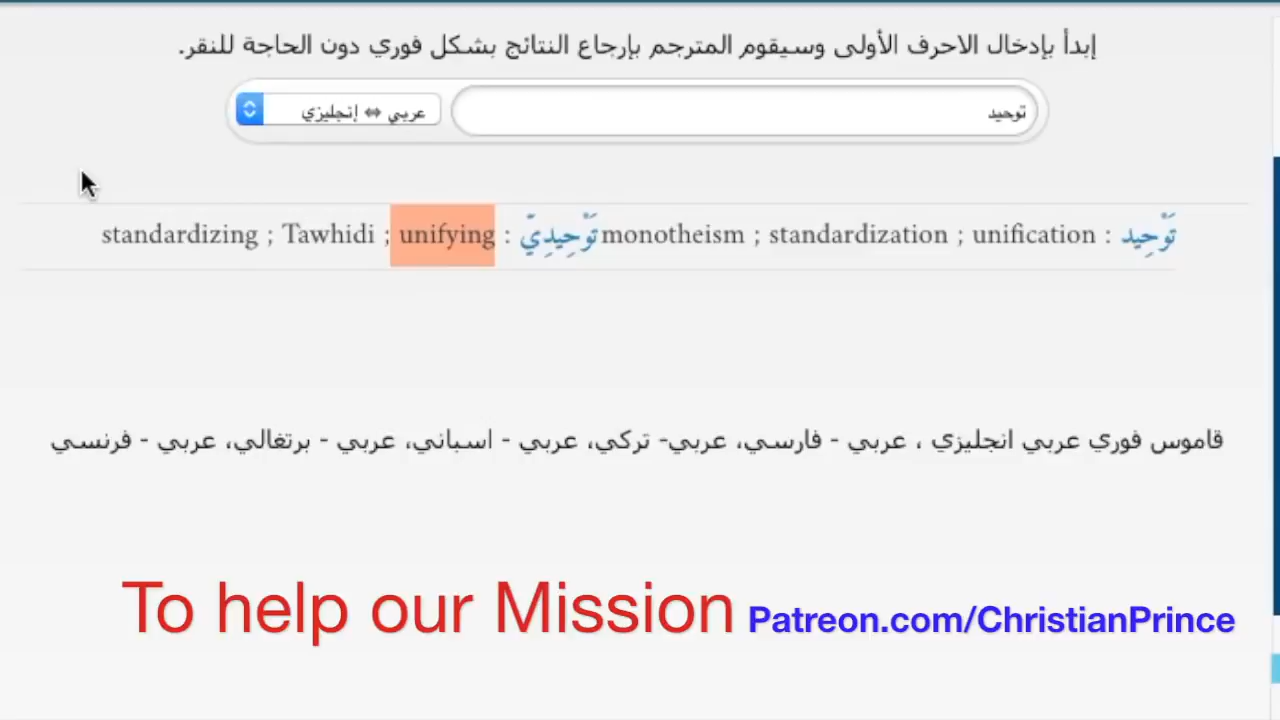 إبدأ بإدخال الاحرف الأولى وسيقوم المترجم بإرجاع النتائج بشكل فوري دون الحاجة للنقر.
توحيد
عربي ⇔ إنجليزي
تَوْحِيد : unification ; standardization ; monotheism تَوْحِيدِيّ : unifying ; Tawhidi ; standardizing
قاموس فوري عربي انجليزي ، عربي - فارسي، عربي- تركي، عربي - اسباني، عربي - برتغالي، عربي - فرنسي
To help our Mission Patreon.com/ChristianPrince